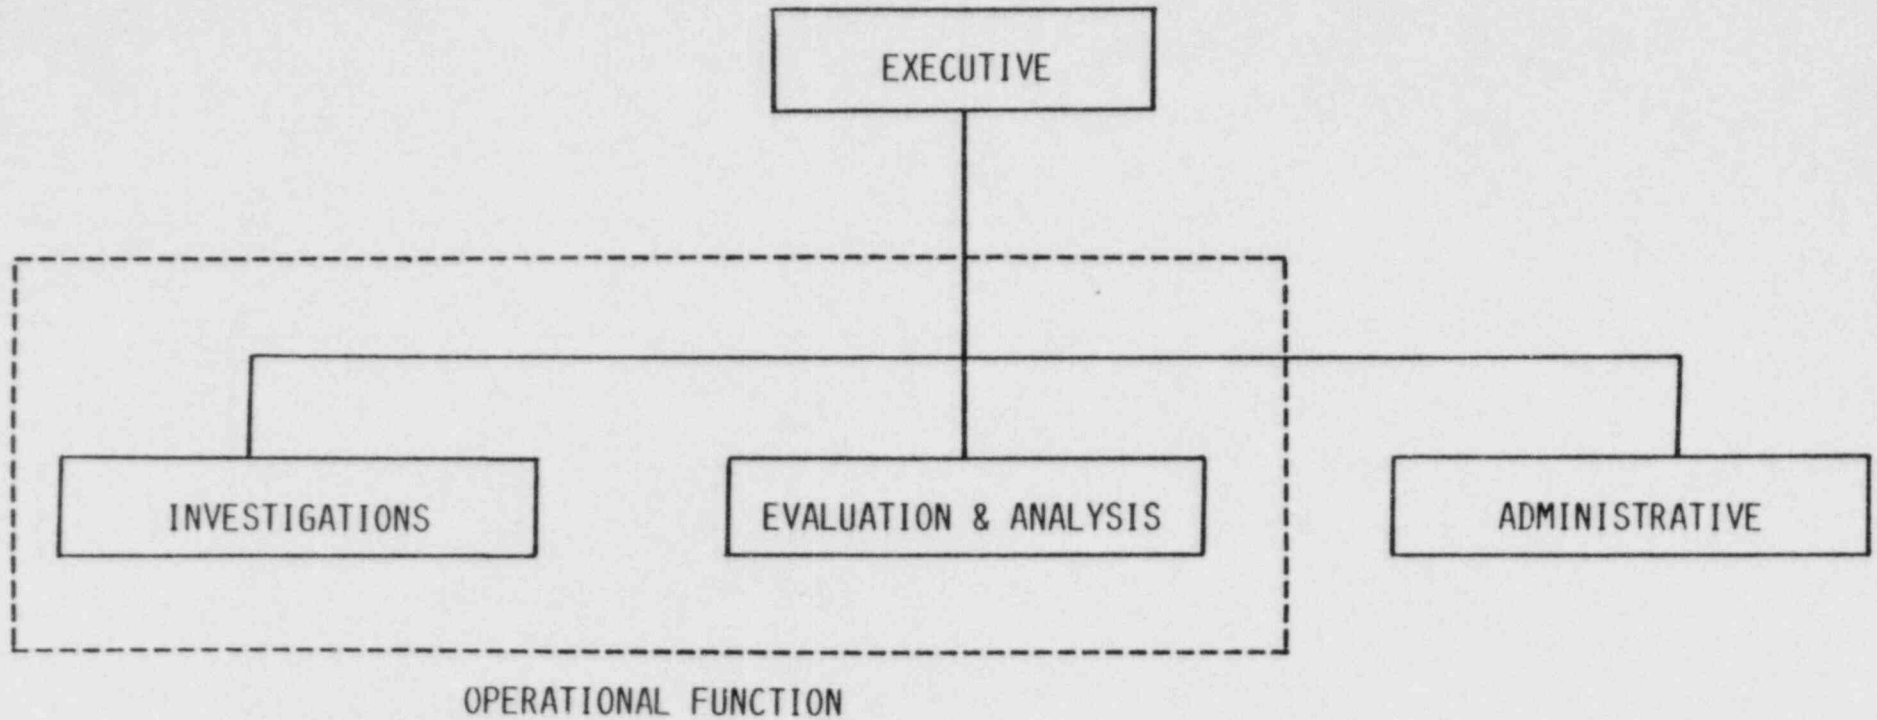 EXECUTIVE
INVESTIGATIONS
EVALUATION & ANALYSIS
ADMINISTRATIVE
OPERATIONAL FUNCTION